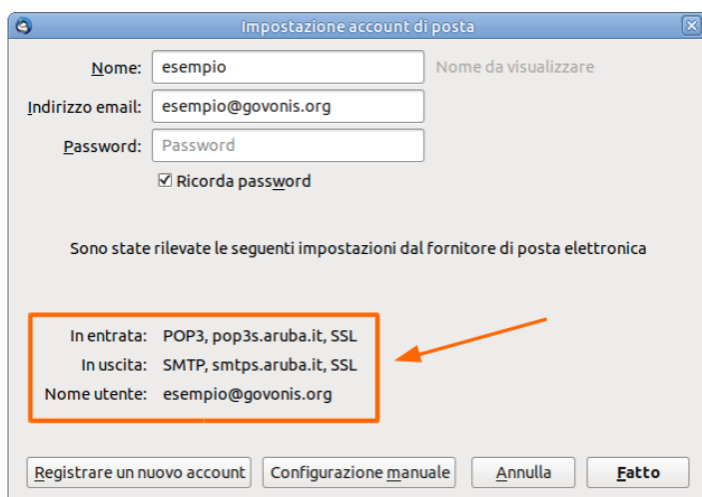 Impostazione account di posta
Nome: esempio Nome da visualizzare
Indirizzo email: esempio@govonis.org
Password: Password
Ricorda password
Sono state rilevate le seguenti impostazioni dal fornitore di posta elettronica
In entrata: POP3, pop3s.aruba.it, SSL
In uscita: SMTP, smtps.aruba.it, SSL
Nome utente: esempio@govonis.org
Registrare un nuovo account Configurazione manuale Annulla Fatto